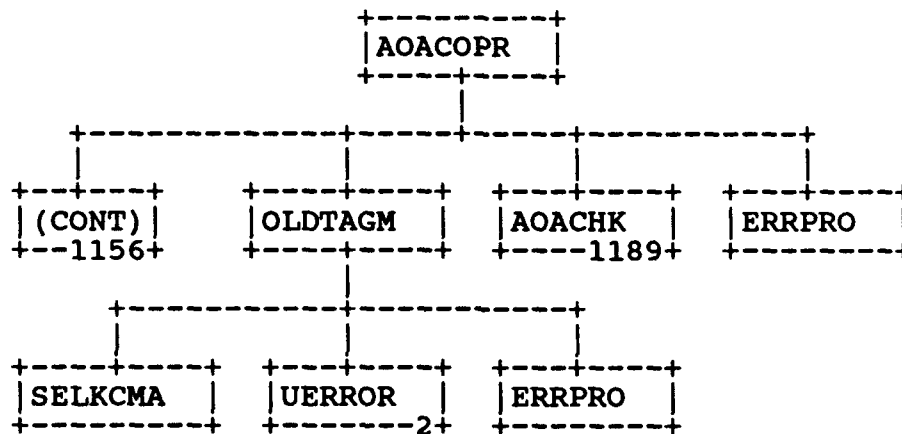 AOACOPR
(CONT) OLDTAGM AOACHK ERRPRO
1156 1189
SELKCMA UERROR ERRPRO
2